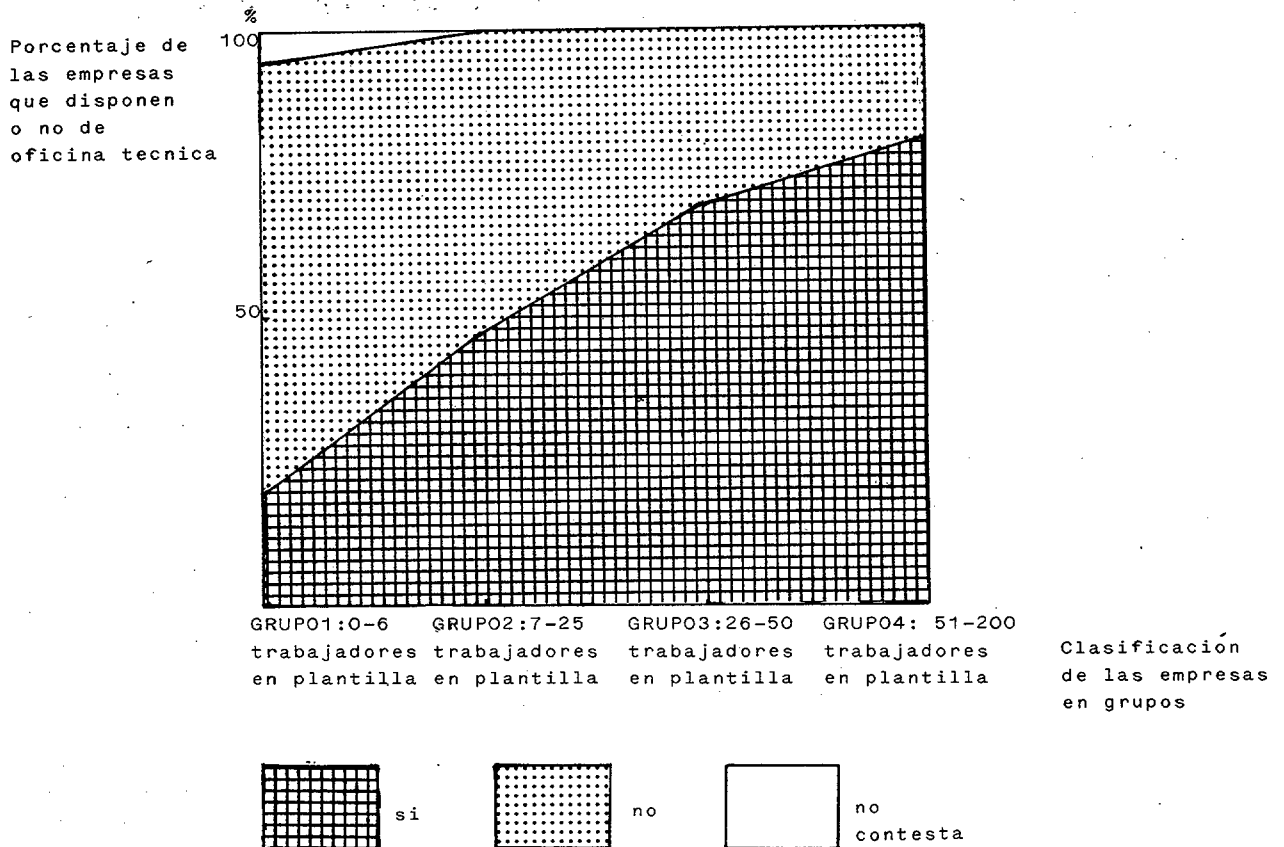 %
Porcentaje de
las empresas
que disponen
o no de
oficina tecnica
100
50
GRUPO1:0-6
trabajadores
en plantilla
GRUPO2:7-25
trabajadores
en plantilla
GRUPO3:26-50
trabajadores
en plantilla
GRUPO4: 51-200
trabajadores
en plantilla
Clasificación
de las empresas
en grupos
si
no
no
contesta